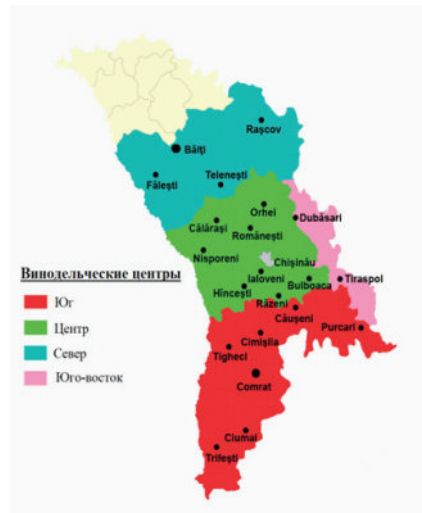 Rașcov
Bălți
Fălești
Telenești
Orhei
Dubăsari
Călărași
Românești
Nisporeni
Chișinău
Ialoveni
Tiraspol
Bulboaca
Hîncești
Răzeni
Căușeni
Purcari
Cimișlia
Tigheci
Comrat
Ciumai
Trifești
Винодельческие центры
Юг
Центр
Север
Юго-восток